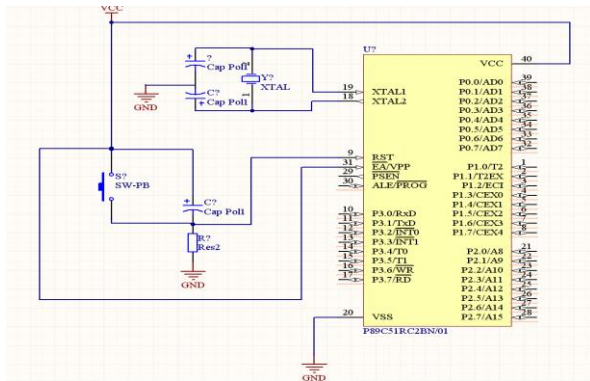 VCC
U?
?
Cap Pol1
Y?
XTAL
1
C?
Cap Pol1
GND
S?
SW-PB
C?
Cap Pol1
R?
Res2
GND
GND
VCC 40
19 XTAL1
18 XTAL2
9 RST
31 EA/VPP
29 PSEN
30 ALE/PROG
10 P3.0/RxD
11 P3.1/TxD
12 P3.2/INT0
13 P3.3/INT1
14 P3.4/T0
15 P3.5/T1
16 P3.6/WR
17 P3.7/RD
20 VSS
P0.0/AD0 39
P0.1/AD1 38
P0.2/AD2 37
P0.3/AD3 36
P0.4/AD4 35
P0.5/AD5 34
P0.6/AD6 33
P0.7/AD7 32
P1.0/T2 1
P1.1/T2EX 2
P1.2/ECI 3
P1.3/CEX0 4
P1.4/CEX1 5
P1.5/CEX2 6
P1.6/CEX3 7
P1.7/CEX4 8
P2.0/A8 21
P2.1/A9 22
P2.2/A10 23
P2.3/A11 24
P2.4/A12 25
P2.5/A13 26
P2.6/A14 27
P2.7/A15 28
P89C51RC2BN/01